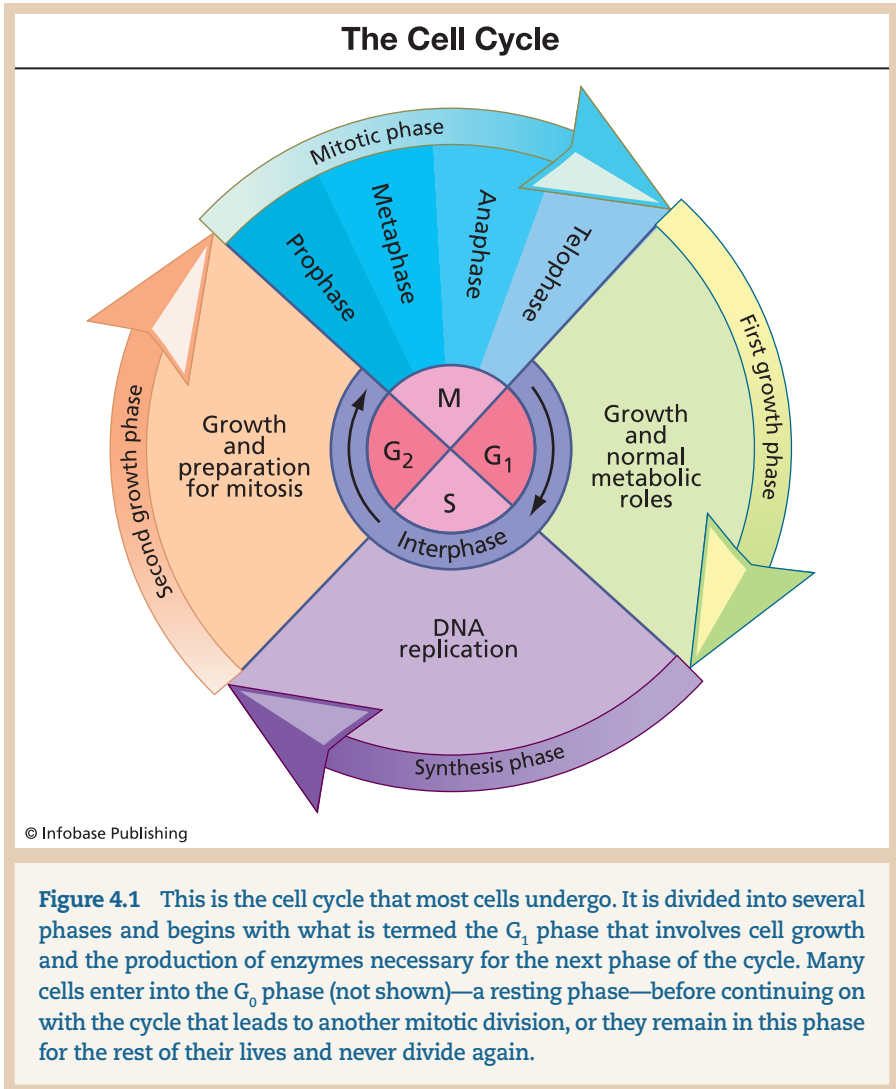 The Cell Cycle
Mitotic phase
Prophase
Metaphase
Anaphase
Telophase
First growth phase
Growth
and
normal
metabolic
roles
Second growth phase
Growth
and
preparation
for mitosis
M
G₂
G₁
S
Interphase
DNA
replication
Synthesis phase
© Infobase Publishing
Figure 4.1 This is the cell cycle that most cells undergo. It is divided into several
phases and begins with what is termed the G₁ phase that involves cell growth
and the production of enzymes necessary for the next phase of the cycle. Many
cells enter into the G₀ phase (not shown)—a resting phase—before continuing on
with the cycle that leads to another mitotic division, or they remain in this phase
for the rest of their lives and never divide again.